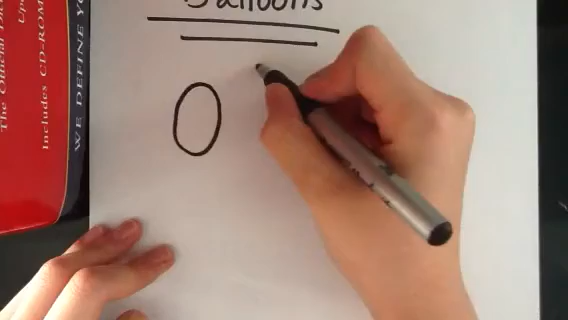 Balloons
The Official
Includes CD-ROM
WE DEFINE